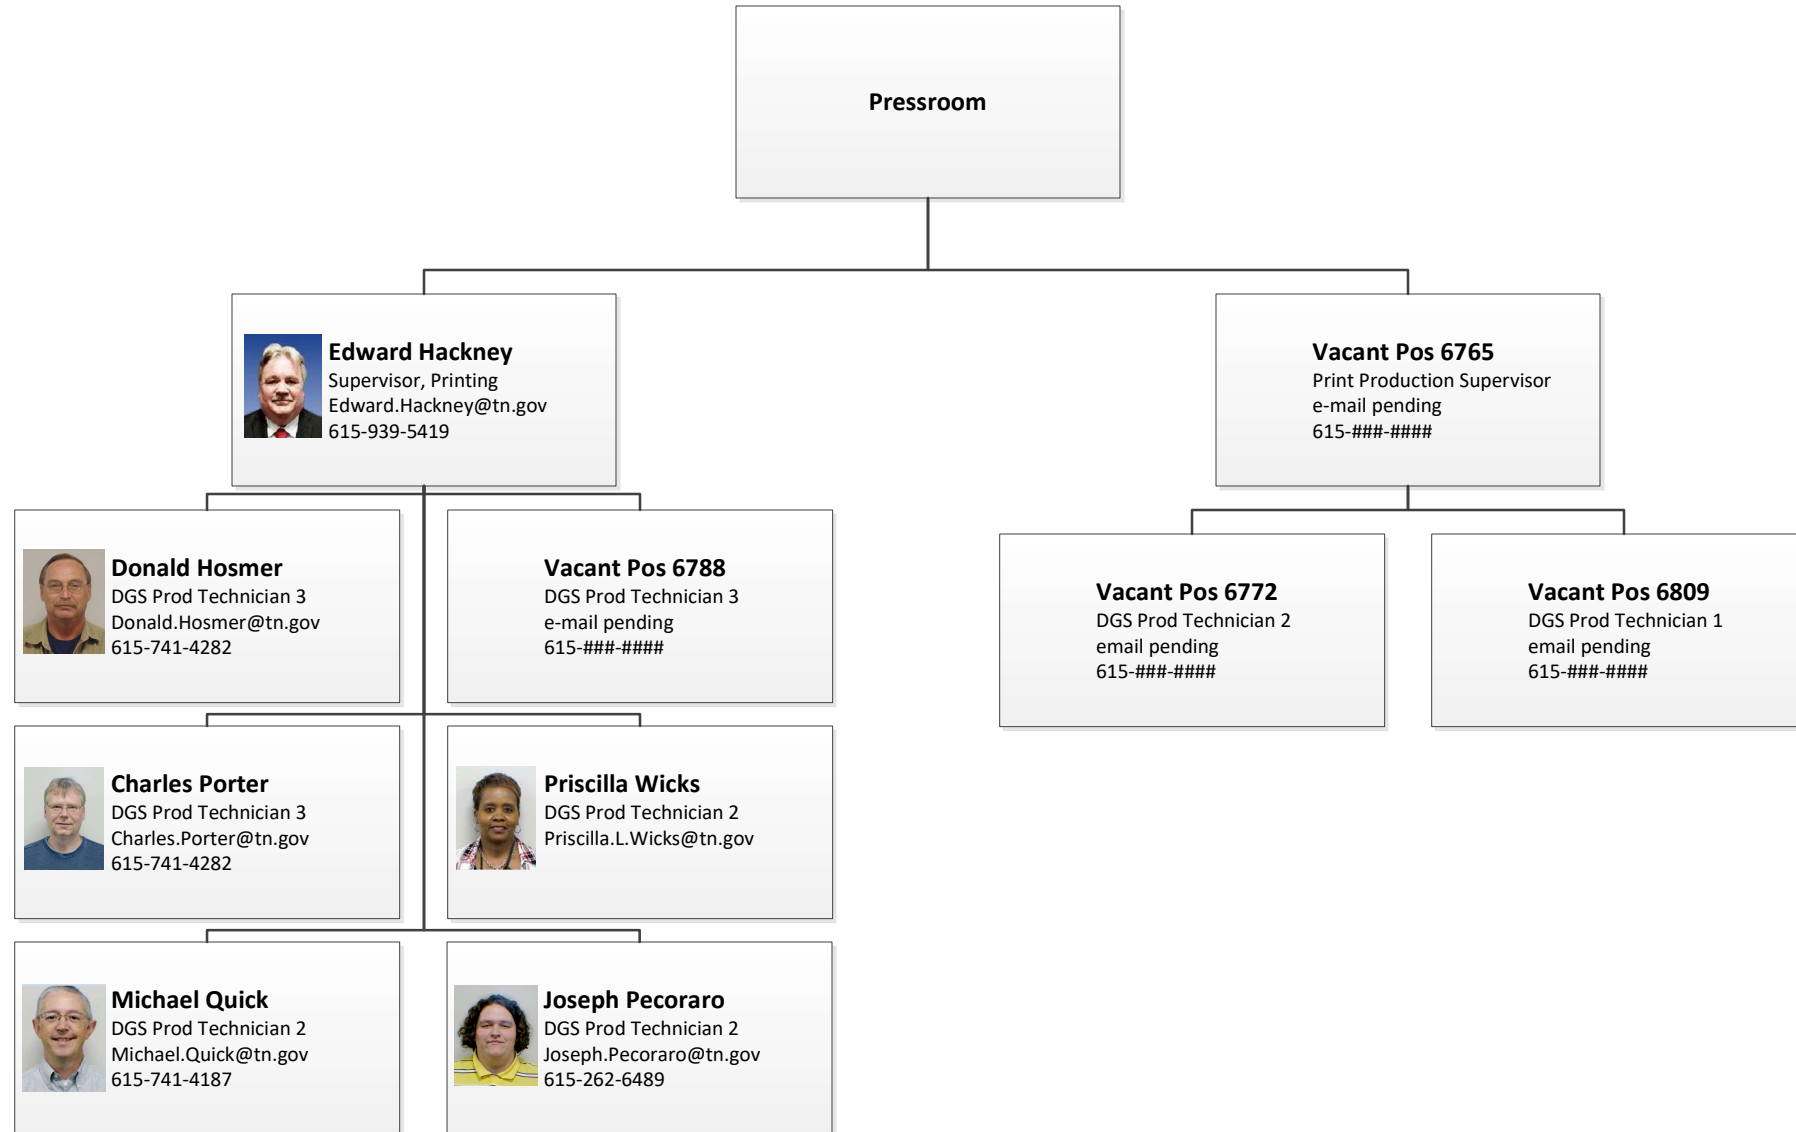 Pressroom
Edward Hackney
Supervisor, Printing
Edward.Hackney@tn.gov
615-939-5419
Vacant Pos 6765
Print Production Supervisor
e-mail pending
615-###-####
Donald Hosmer
DGS Prod Technician 3
Donald.Hosmer@tn.gov
615-741-4282
Vacant Pos 6788
DGS Prod Technician 3
e-mail pending
615-###-####
Vacant Pos 6772
DGS Prod Technician 2
email pending
615-###-####
Vacant Pos 6809
DGS Prod Technician 1
email pending
615-###-####
Charles Porter
DGS Prod Technician 3
Charles.Porter@tn.gov
615-741-4282
Priscilla Wicks
DGS Prod Technician 2
Priscilla.L.Wicks@tn.gov
Michael Quick
DGS Prod Technician 2
Michael.Quick@tn.gov
615-741-4187
Joseph Pecoraro
DGS Prod Technician 2
Joseph.Pecoraro@tn.gov
615-262-6489